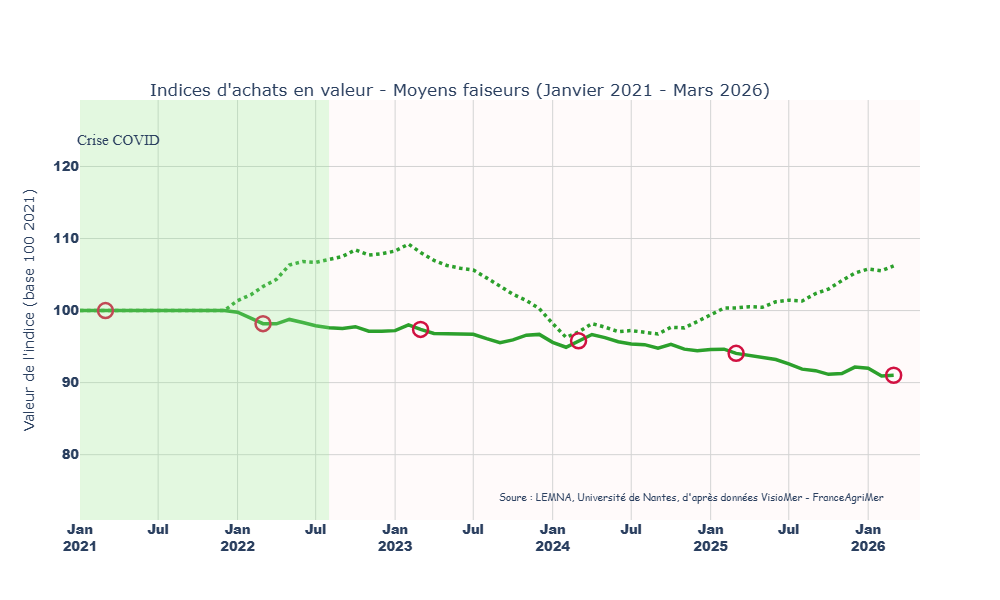 Indices d'achats en valeur - Moyens faiseurs (Janvier 2021 - Mars 2026)
Crise COVID
120
110
100
90
80
Valeur de l'indice (base 100 2021)
Soure : LEMNA, Université de Nantes, d'après données VisioMer - FranceAgriMer
Jan Jul Jan Jul Jan Jul Jan Jul Jan Jul Jan
2021 2022 2023 2024 2025 2026